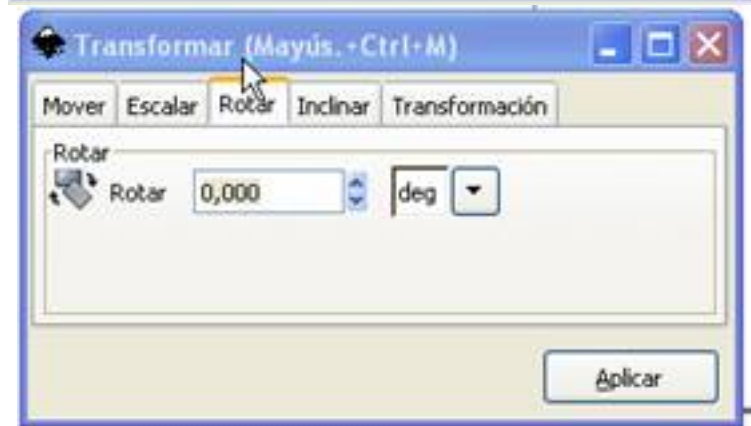 Transformar (Mayús.+Ctrl+M)
Mover Escalar Rotar Inclinar Transformación
Rotar
Rotar 0,000 deg
Aplicar